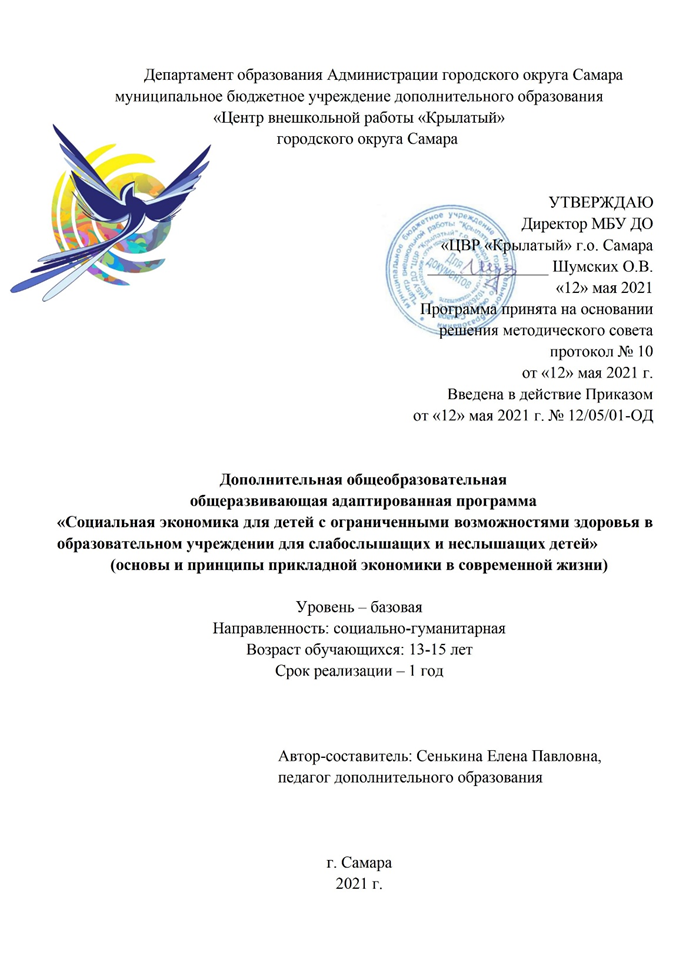 Департамент образования Администрации городского округа Самара
муниципальное бюджетное учреждение дополнительного образования
«Центр внешкольной работы «Крылатый»
городского округа Самара
УТВЕРЖДАЮ
Директор МБУ ДО
«ЦВР «Крылатый» г.о. Самара
Шумских О.В.
«12» мая 2021
Программа принята на основании
решения методического совета
протокол № 10
от «12» мая 2021 г.
Введена в действие Приказом
от «12» мая 2021 г. № 12/05/01-ОД
Для
документов
Дополнительная общеобразовательная
общеразвивающая адаптированная программа
«Социальная экономика для детей с ограниченными возможностями здоровья в
образовательном учреждении для слабослышащих и неслышащих детей»
(основы и принципы прикладной экономики в современной жизни)
Уровень – базовая
Направленность: социально-гуманитарная
Возраст обучающихся: 13-15 лет
Срок реализации – 1 год
Автор-составитель: Сенькина Елена Павловна,
педагог дополнительного образования
г. Самара
2021 г.